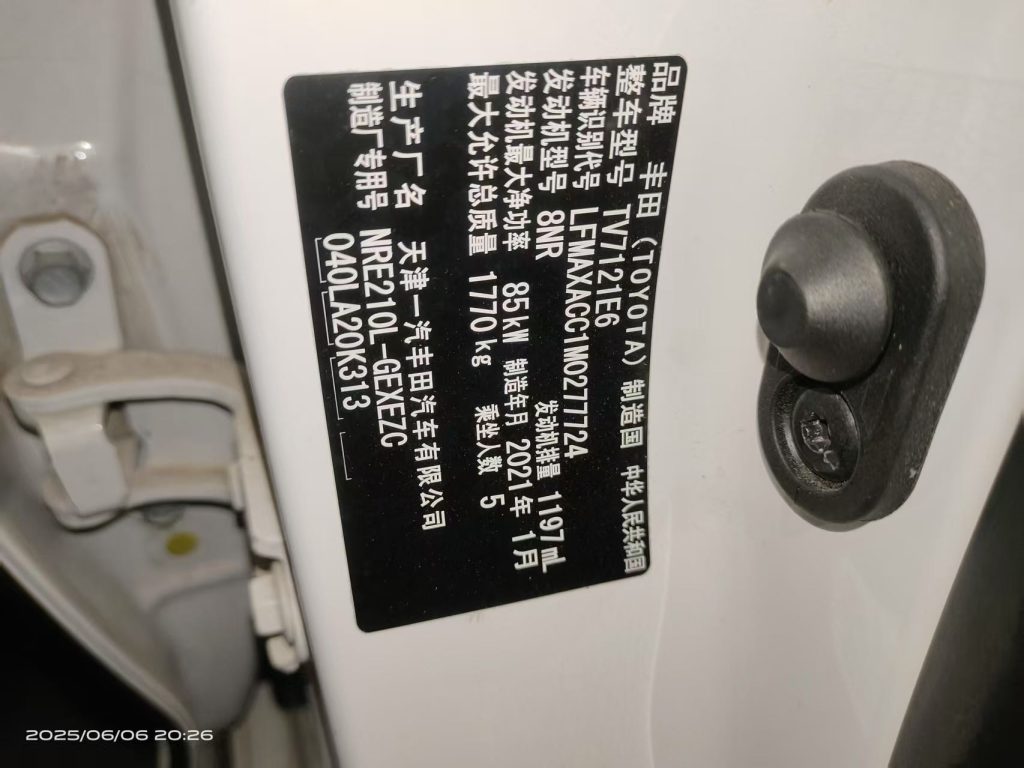 品牌 丰田(TOYOTA) 制造国 中华人民共和国
整车型号 TV7121E6
车辆识别代号 LFMAXACC1M0277724
发动机型号 8NR 发动机排量 1197mL
发动机最大净功率 85kW 制造年月 2021年 1月
最大允许总质量 1770kg 乘坐人数 5
生产厂名 天津一汽丰田汽车有限公司
制造厂专用号 NRE210L-GEXEZC
040LA20K313
2025/06/06 20:26